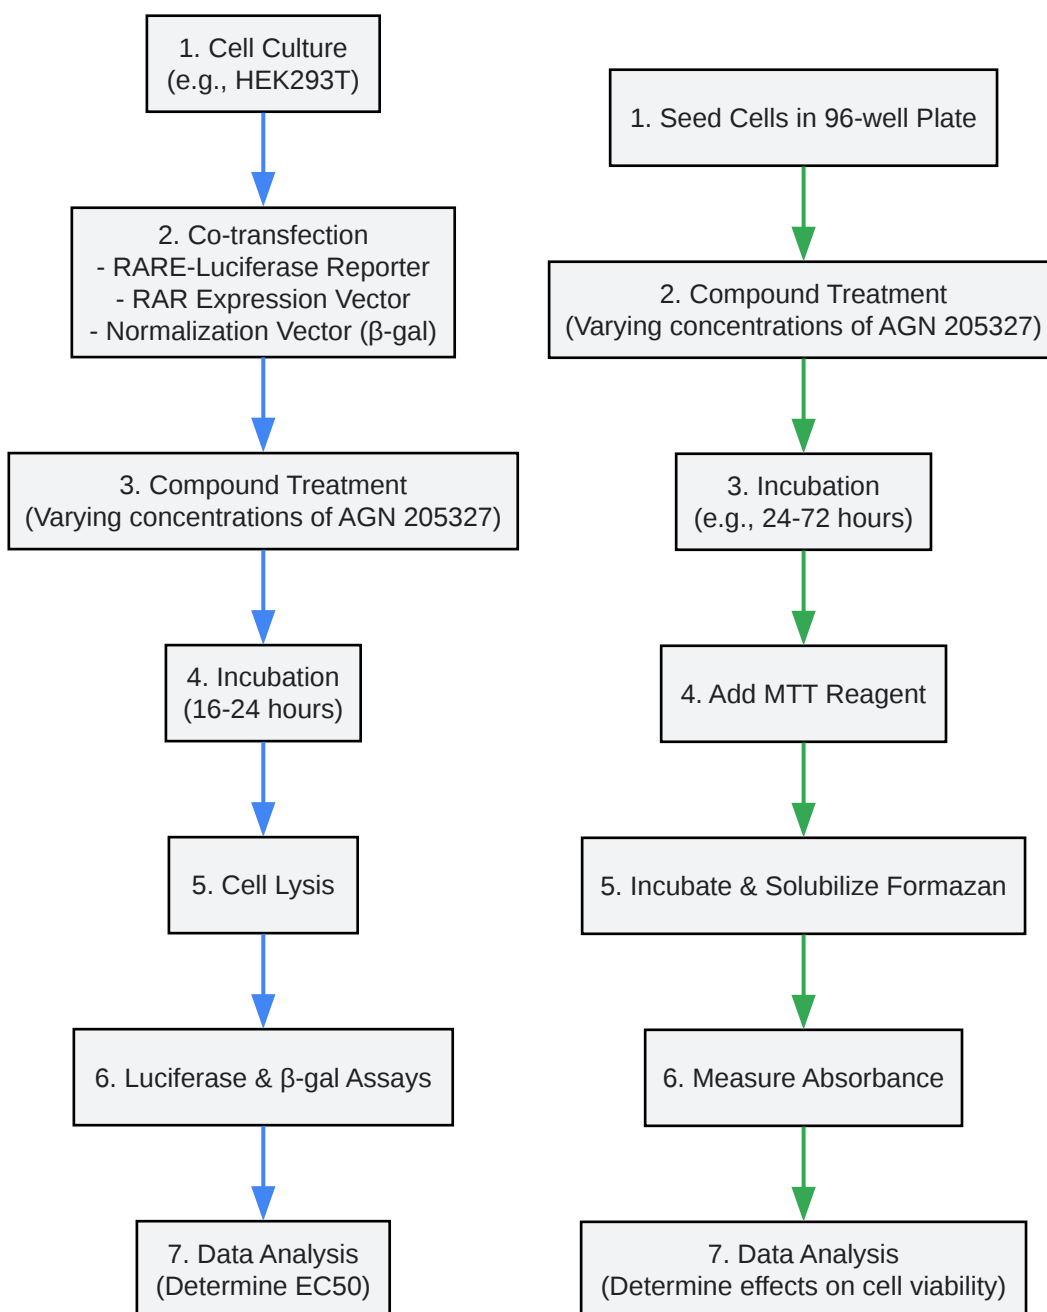 1. Cell Culture
(e.g., HEK293T)
2. Co-transfection
- RARE-Luciferase Reporter
- RAR Expression Vector
- Normalization Vector (β-gal)
3. Compound Treatment
(Varying concentrations of AGN 205327)
4. Incubation
(16-24 hours)
5. Cell Lysis
6. Luciferase & β-gal Assays
7. Data Analysis
(Determine EC50)
1. Seed Cells in 96-well Plate
2. Compound Treatment
(Varying concentrations of AGN 205327)
3. Incubation
(e.g., 24-72 hours)
4. Add MTT Reagent
5. Incubate & Solubilize Formazan
6. Measure Absorbance
7. Data Analysis
(Determine effects on cell viability)